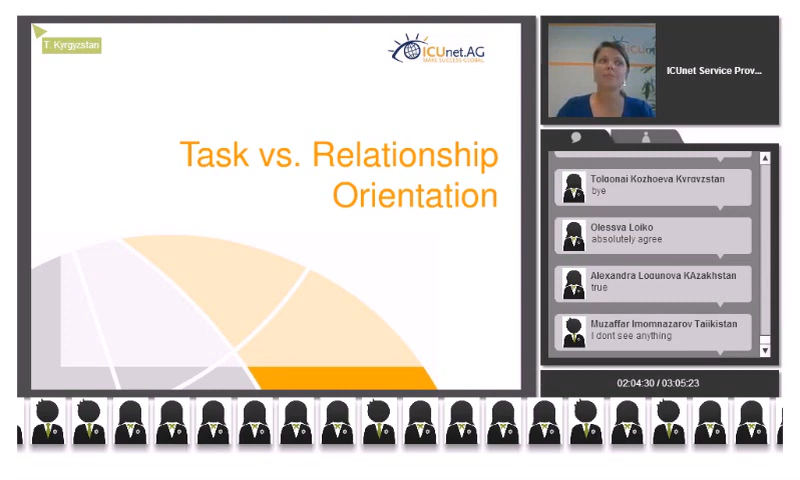 T. Kyrgyzstan
ICUnet.AG
MAKE SUCCESS GLOBAL
Task vs. Relationship
Orientation
ICUnet Service Prov...
Tolgonai Kozhoeva Kyrgyzstan
bye
Olessya Loiko
absolutely agree
Alexandra Logunova KAzakhstan
true
Muzaffar Imomnazarov Tajikistan
I dont see anything
02:04:30 / 03:05:23